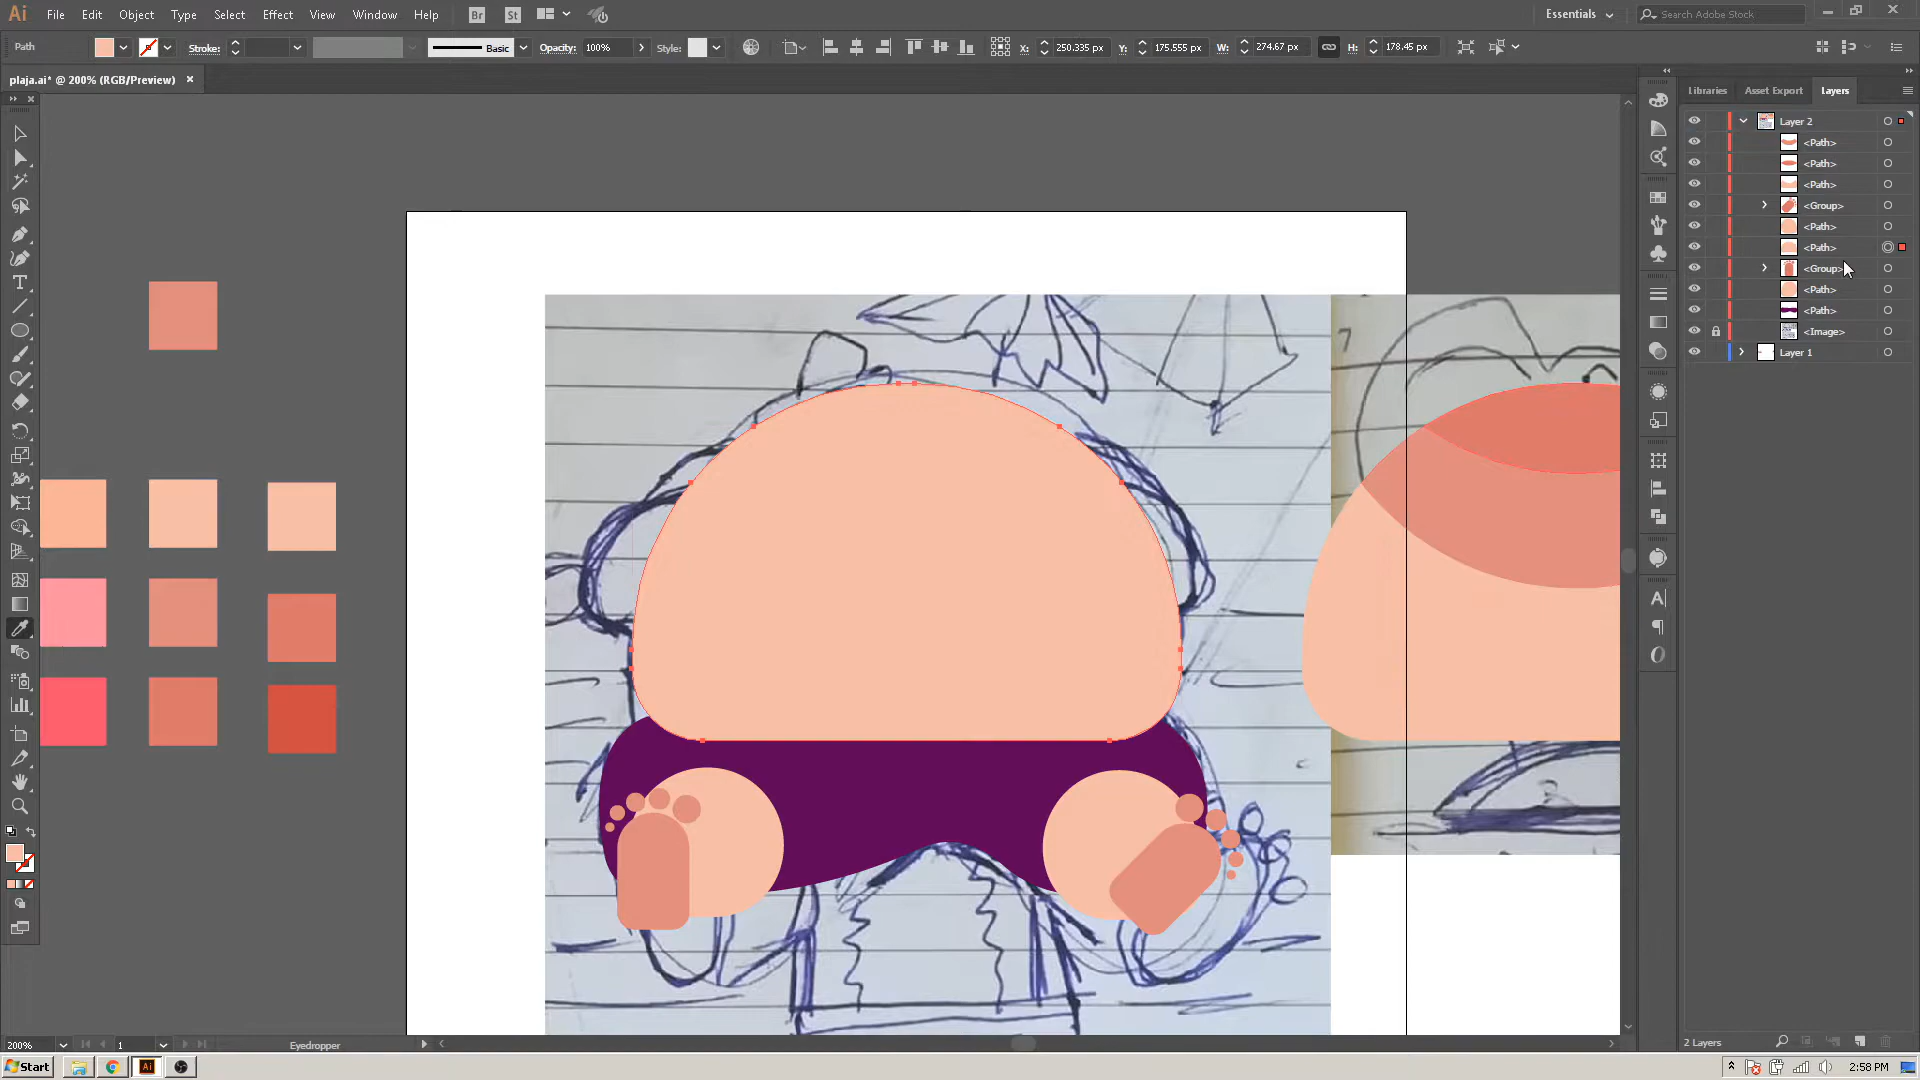 Ai File Edit Object Type Select Effect View Window Help Br St Essentials Search Adobe Stock
Path Stroke: Basic Opacity: 100% Style: X: 250.335 px Y: 175.555 px W: 274.67 px H: 178.45 px
plaja.ai* @ 200% (RGB/Preview)
Libraries Asset Export Layers
Layer 2
<Path>
<Path>
<Path>
<Group>
<Path>
<Path>
<Group>
<Path>
<Path>
<Image>
Layer 1
200% 1 Eyedropper
2 Layers
Start Ai 2:58 PM